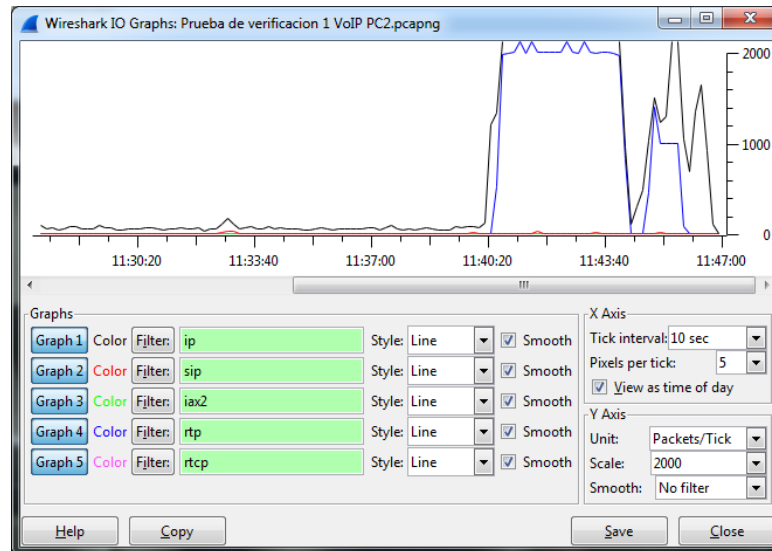 Wireshark IO Graphs: Prueba de verificacion 1 VoIP PC2.pcapng
2000
1000
0
11:30:20 11:33:40 11:37:00 11:40:20 11:43:40 11:47:00
Graphs
Graph 1 Color Filter: ip Style: Line Smooth
Graph 2 Color Filter: sip Style: Line Smooth
Graph 3 Color Filter: iax2 Style: Line Smooth
Graph 4 Color Filter: rtp Style: Line Smooth
Graph 5 Color Filter: rtcp Style: Line Smooth
X Axis
Tick interval: 10 sec
Pixels per tick: 5
View as time of day
Y Axis
Unit: Packets/Tick
Scale: 2000
Smooth: No filter
Help Copy Save Close